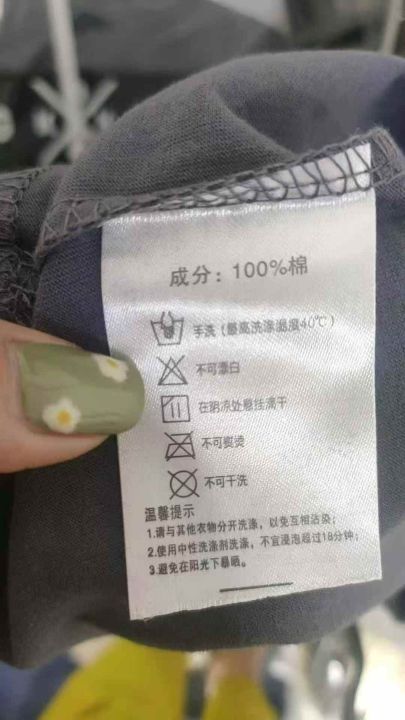 成分：100%棉
手洗（最高洗涤温度40℃）
不可漂白
在阴凉处悬挂滴干
不可熨烫
不可干洗
温馨提示
1.请与其他衣物分开洗涤，以免互相沾染；
2.使用中性洗涤剂洗涤，不宜浸泡超过18分钟；
3.避免在阳光下暴晒。